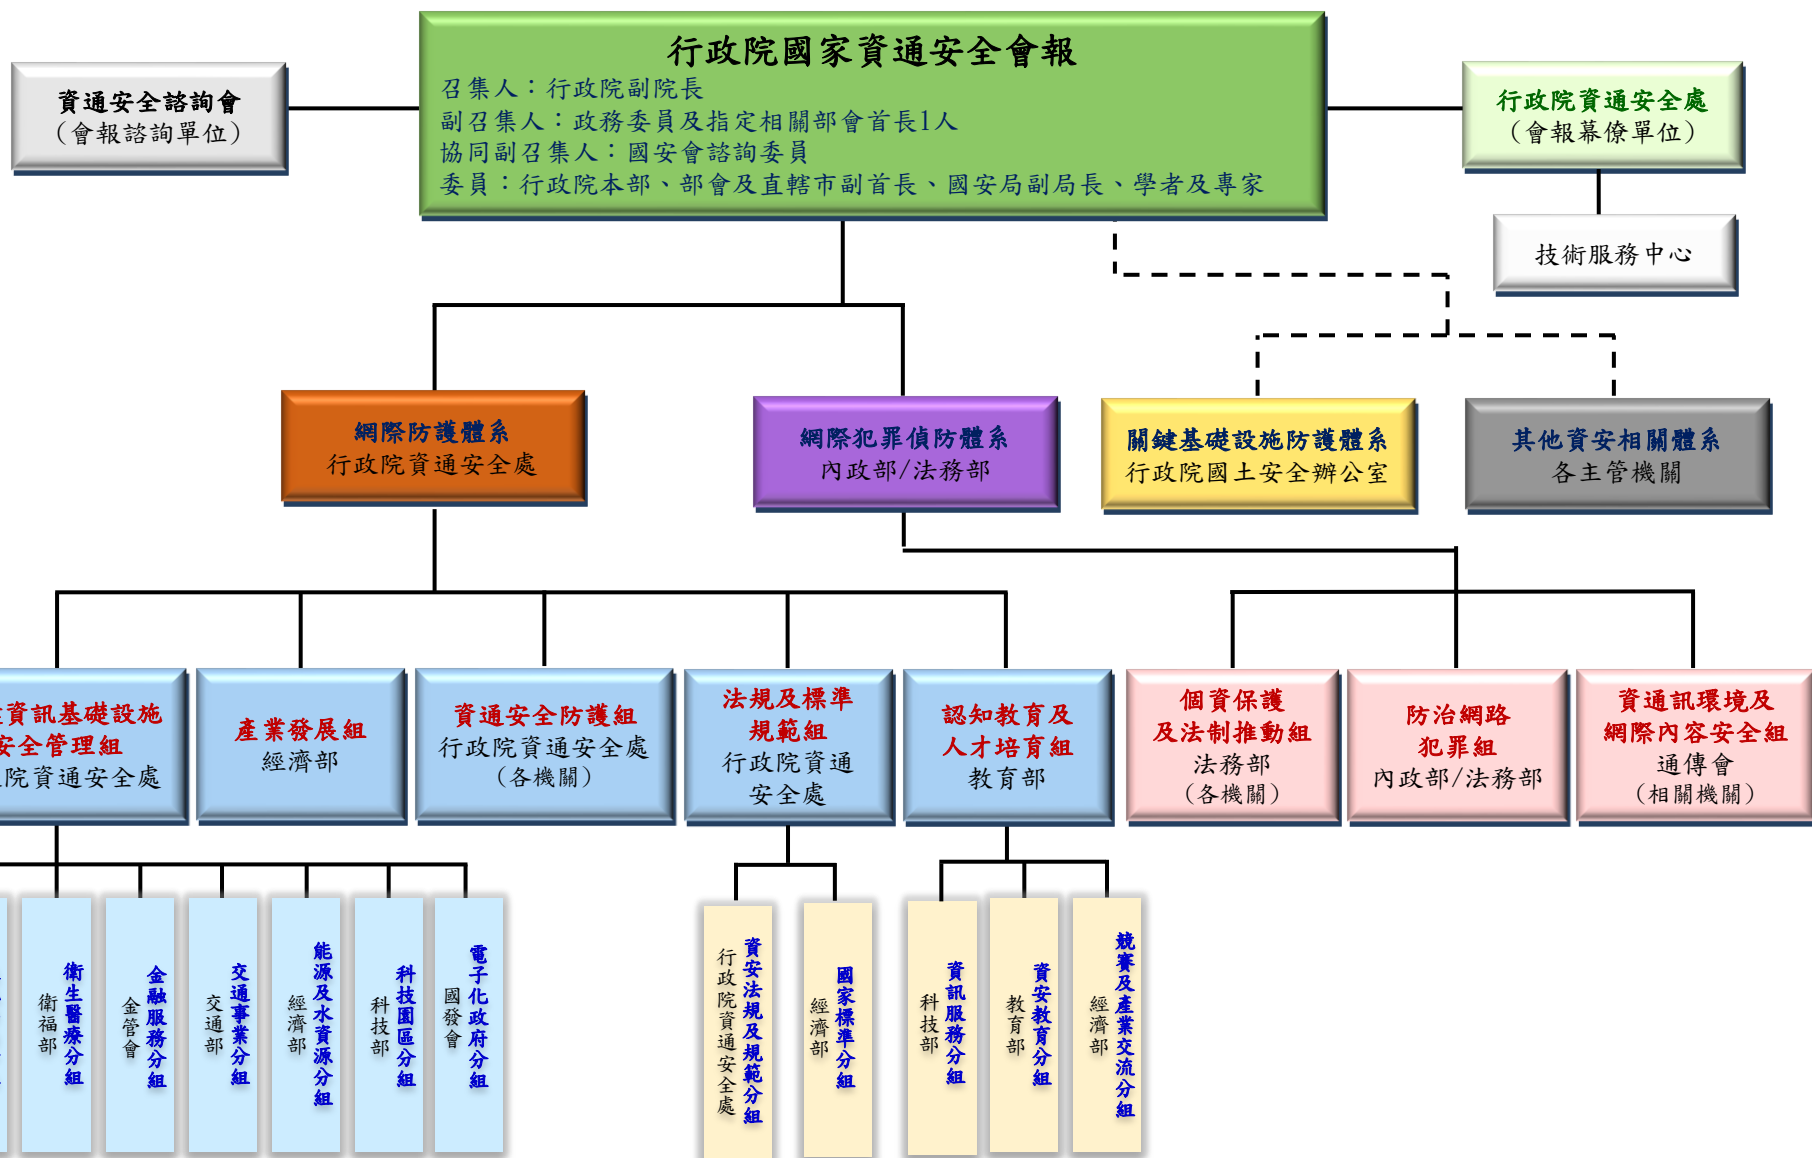 行政院國家資通安全會報
召集人：行政院副院長
副召集人：政務委員及指定相關部會首長1人
協同副召集人：國安會諮詢委員
委員：行政院本部、部會及直轄市副首長、國安局副局長、學者及專家
資通安全諮詢會
（會報諮詢單位）
行政院資通安全處
（會報幕僚單位）
技術服務中心
網際防護體系
行政院資通安全處
網際犯罪偵防體系
內政部/法務部
關鍵基礎設施防護體系
行政院國土安全辦公室
其他資安相關體系
各主管機關
資訊基礎設施
安全管理組
院資通安全處
產業發展組
經濟部
資通安全防護組
行政院資通安全處
（各機關）
法規及標準
規範組
行政院資通
安全處
認知教育及
人才培育組
教育部
個資保護
及法制推動組
法務部
（各機關）
防治網路
犯罪組
內政部/法務部
資通訊環境及
網際內容安全組
通傳會
（相關機關）
衛生醫療分組
衛福部
金融服務分組
金管會
交通事業分組
交通部
能源及水資源分組
經濟部
科技園區分組
科技部
電子化政府分組
國發會
資安法規及規範分組
行政院資通安全處
國家標準分組
經濟部
資訊服務分組
科技部
資安教育分組
教育部
競賽及產業交流分組
經濟部